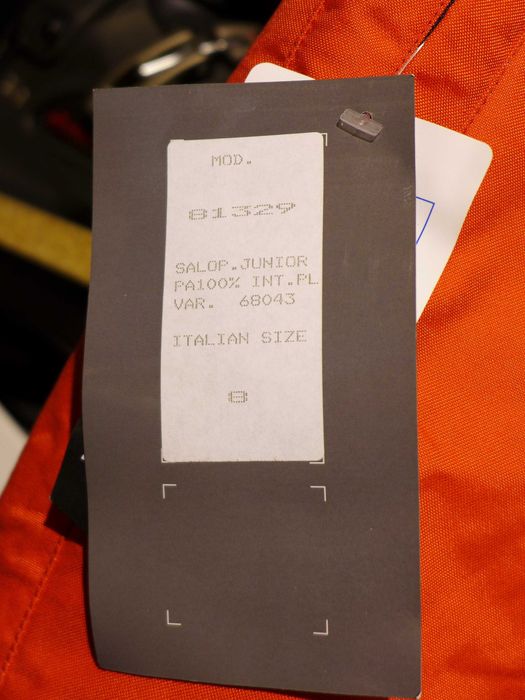 MOD.
81329
SALOP.JUNIOR
PA100% INT.PL
VAR. 68043
ITALIAN SIZE
8